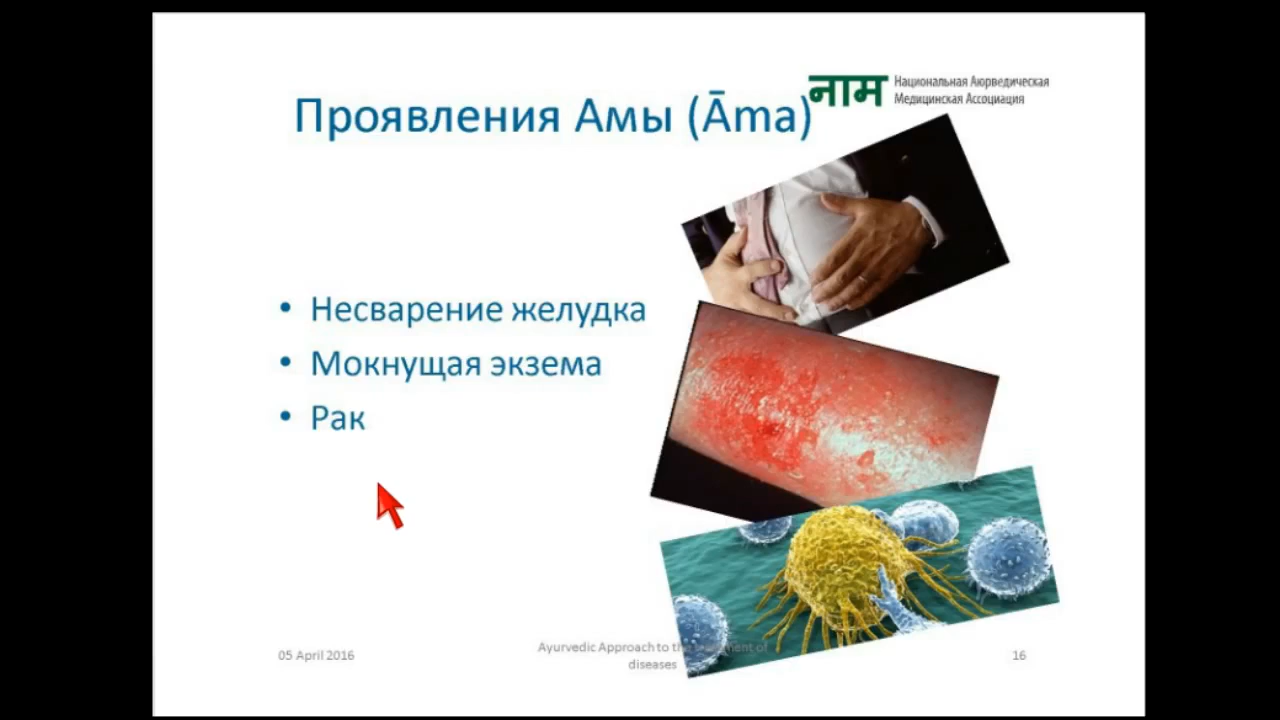 Проявления Амы (Āma)
नाम
Национальная Аюрведическая
Медицинская Ассоциация
• Несварение желудка
• Мокнущая экзема
• Рак
05 April 2016
Ayurvedic Approach to the of
diseases
16